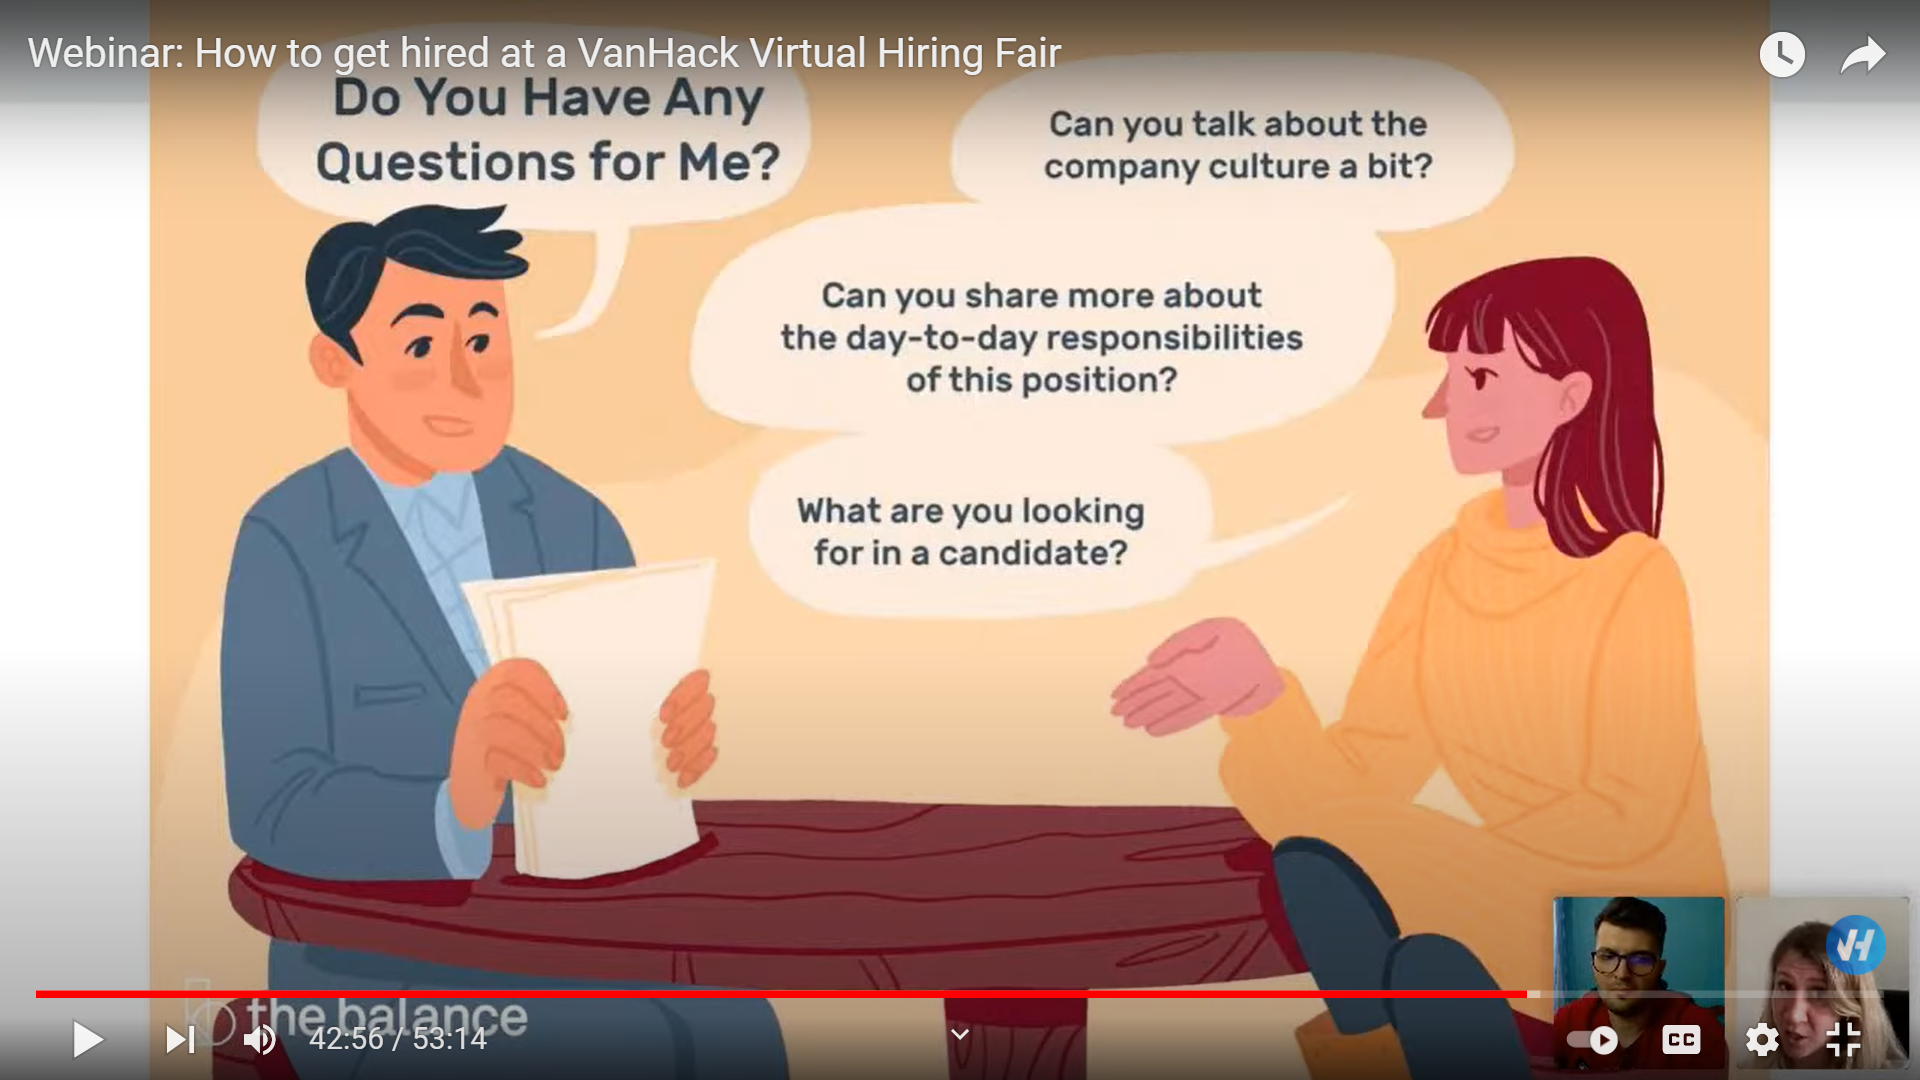 Webinar: How to get hired at a VanHack Virtual Hiring Fair
Do You Have Any
Questions for Me?
Can you talk about the
company culture a bit?
Can you share more about
the day-to-day responsibilities
of this position?
What are you looking
for in a candidate?
the balance
42:56 / 53:14
CC